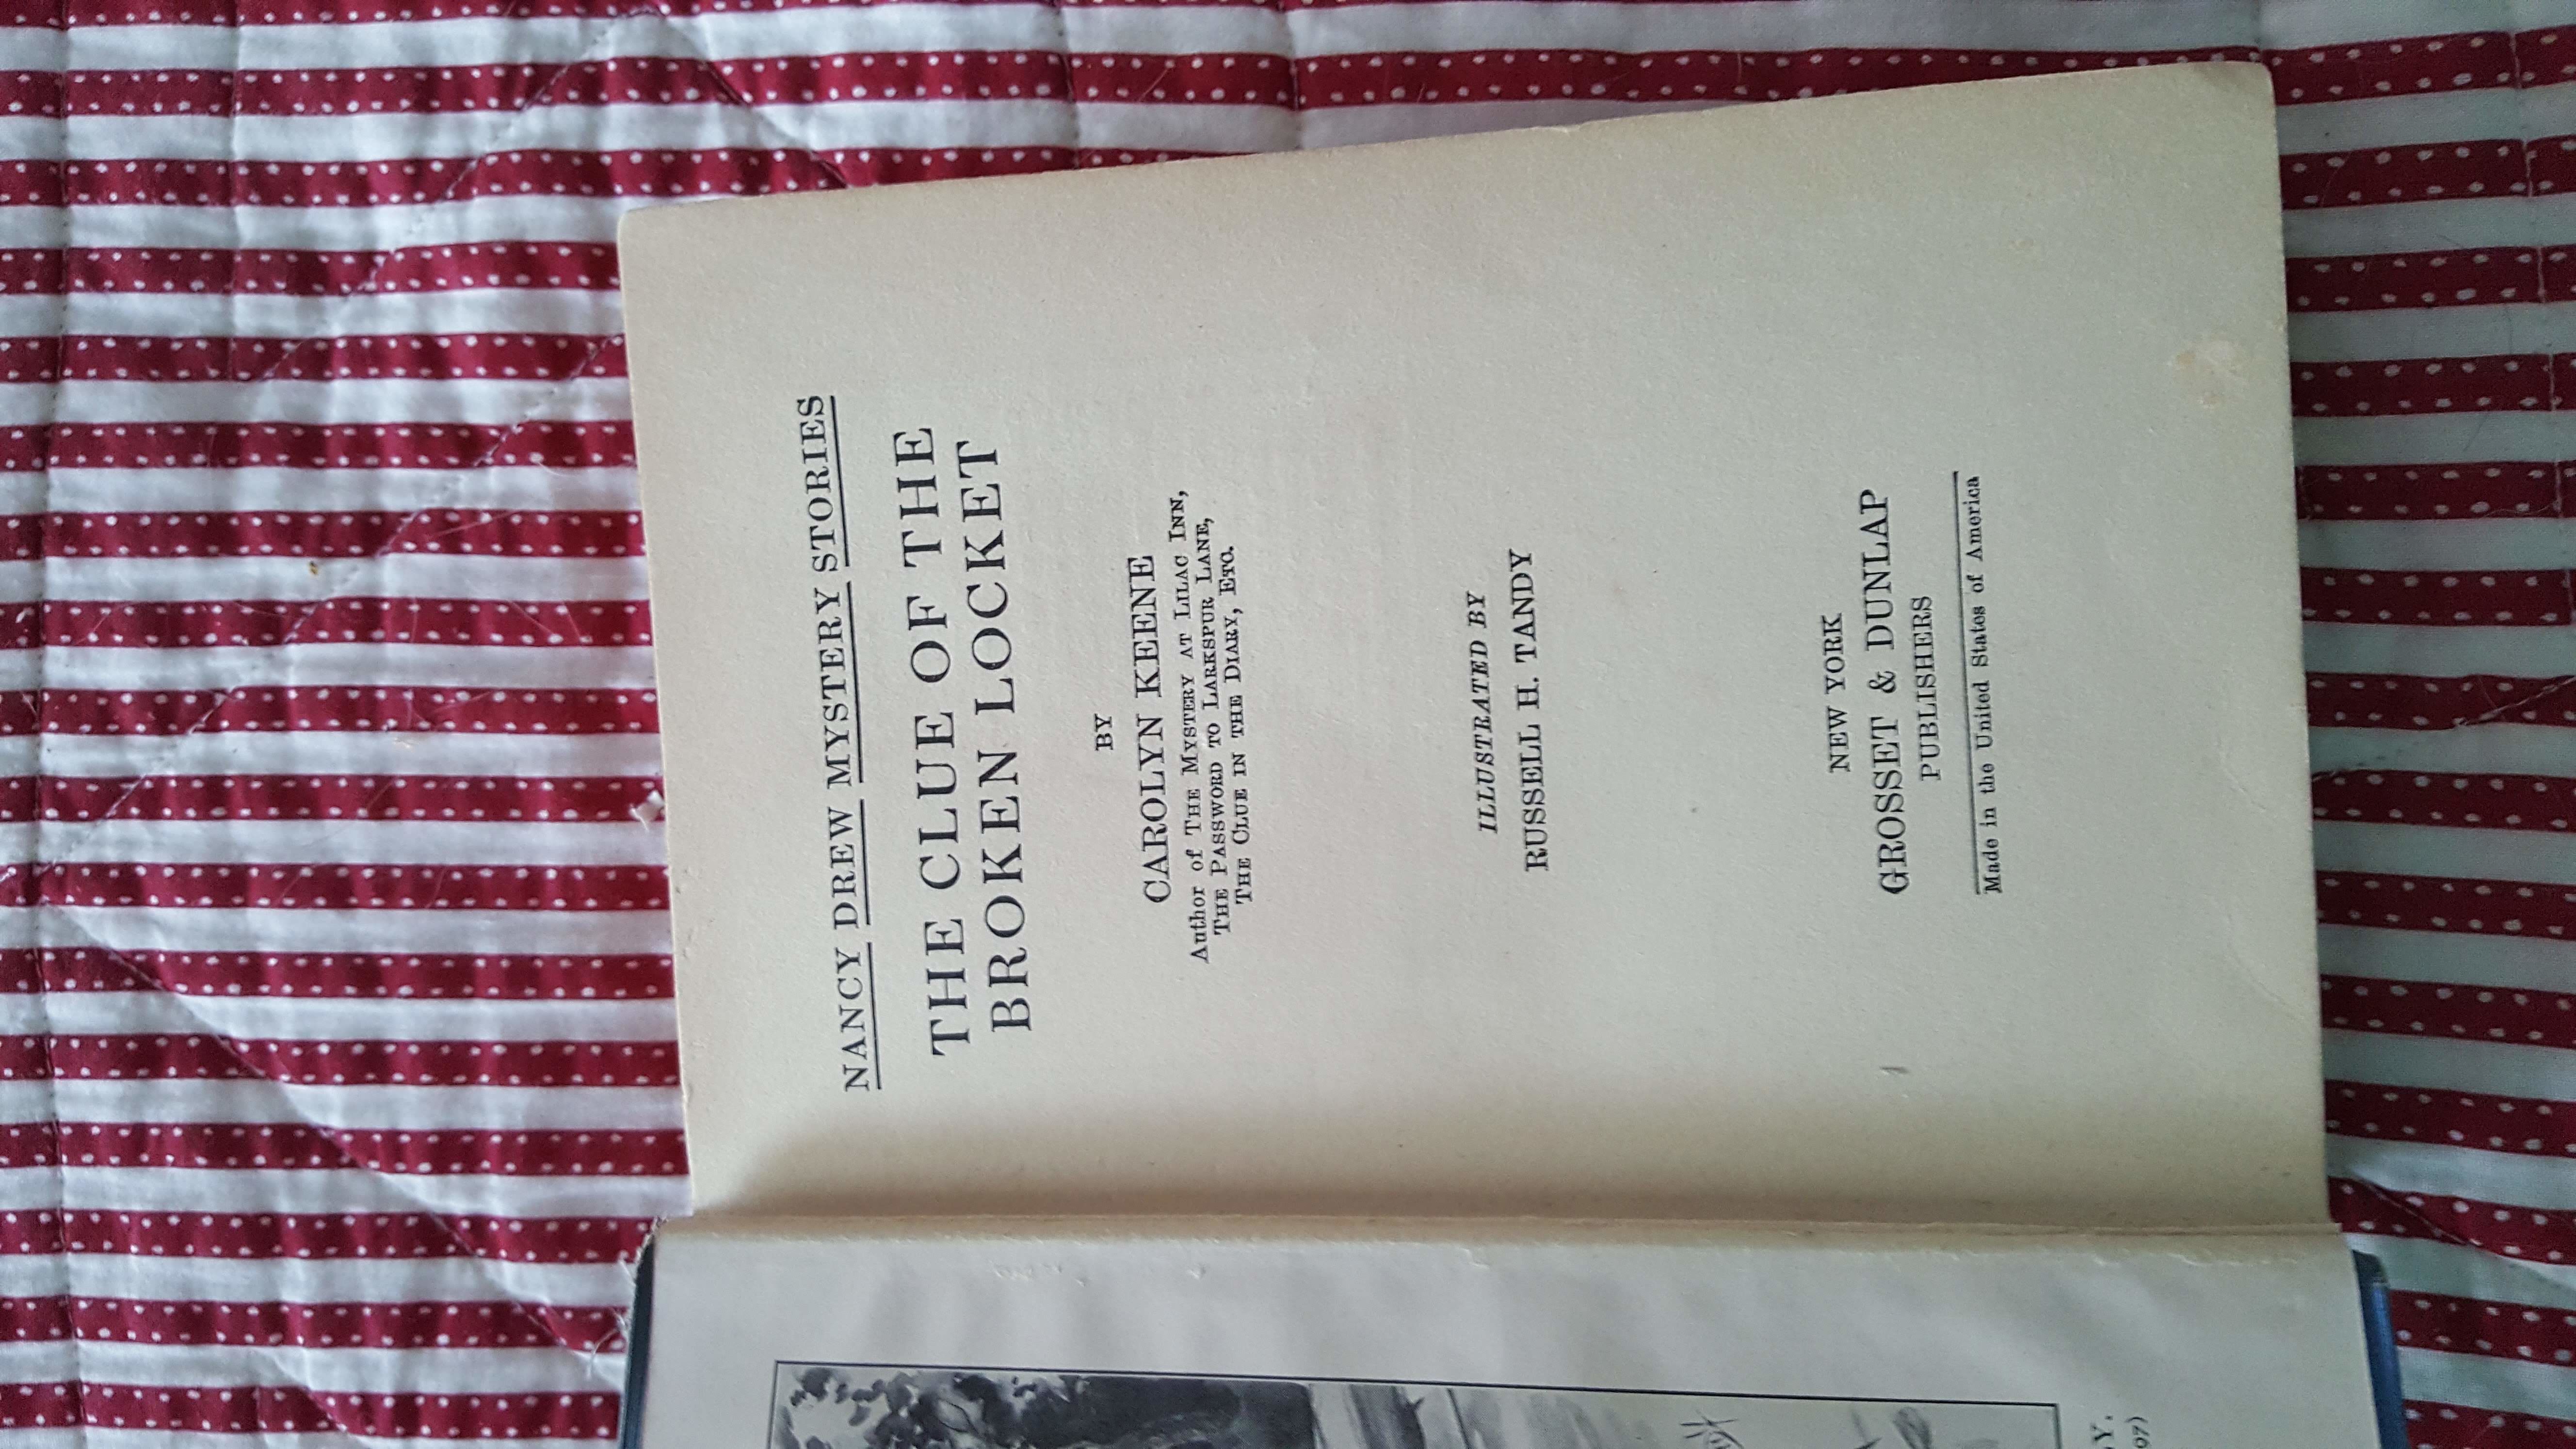 NANCY DREW MYSTERY STORIES
THE CLUE OF THE
BROKEN LOCKET
BY
CAROLYN KEENE
Author of THE MYSTERY AT LILAC INN,
THE PASSWORD TO LARKSPUR LANE,
THE CLUE IN THE DIARY, ETC.
ILLUSTRATED BY
RUSSELL H. TANDY
NEW YORK
GROSSET & DUNLAP
PUBLISHERS
Made in the United States of America